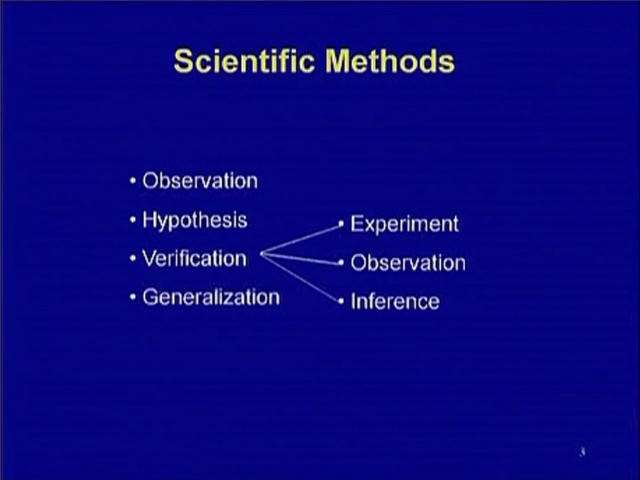 Scientific Methods
• Observation
• Hypothesis
• Verification
• Generalization
• Experiment
• Observation
• Inference
3